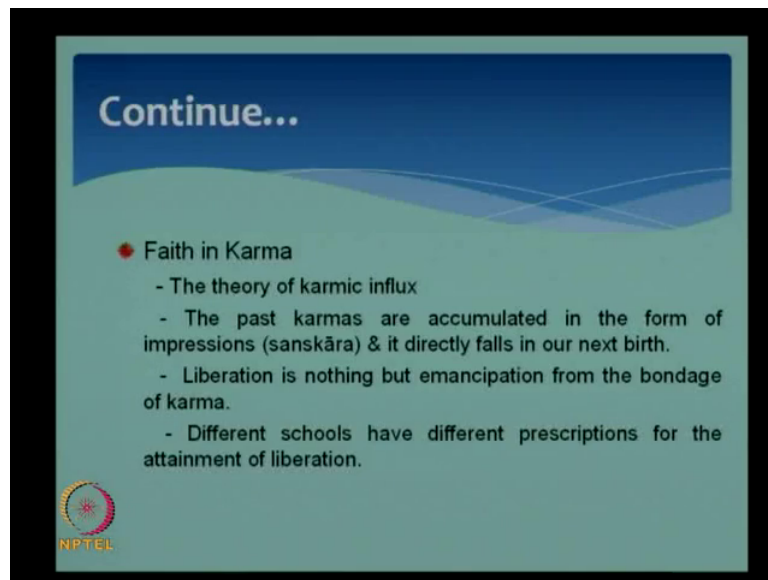 Continue...
Faith in Karma
- The theory of karmic influx
- The past karmas are accumulated in the form of
impressions (sanskāra) & it directly falls in our next birth.
- Liberation is nothing but emancipation from the bondage
of karma.
- Different schools have different prescriptions for the
attainment of liberation.
NPTEL